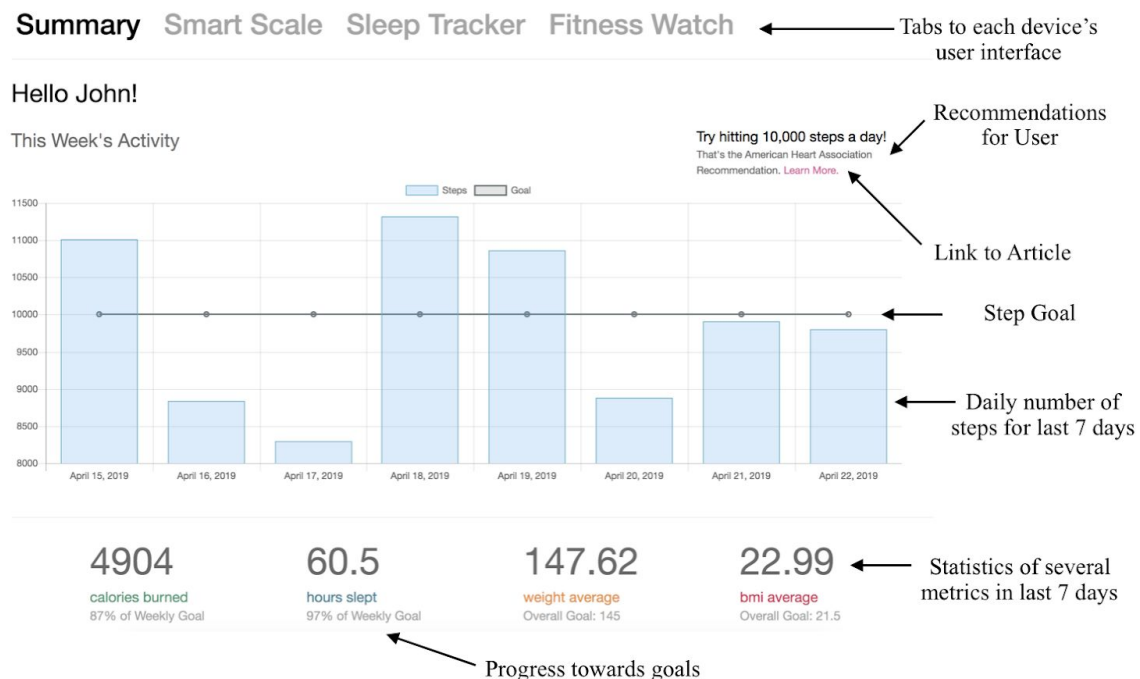 Summary Smart Scale Sleep Tracker Fitness Watch
Tabs to each device's
user interface
Hello John!
This Week's Activity
Try hitting 10,000 steps a day!
That's the American Heart Association
Recommendation. Learn More.
Recommendations
for User
Link to Article
Steps Goal
11500
11000
10500
10000
9500
9000
8500
8000
Step Goal
Daily number of
steps for last 7 days
April 15, 2019 April 16, 2019 April 17, 2019 April 18, 2019 April 19, 2019 April 20, 2019 April 21, 2019 April 22, 2019
4904 60.5 147.62 22.99
calories burned hours slept weight average bmi average
87% of Weekly Goal 97% of Weekly Goal Overall Goal: 145 Overall Goal: 21.5
Statistics of several
metrics in last 7 days
Progress towards goals